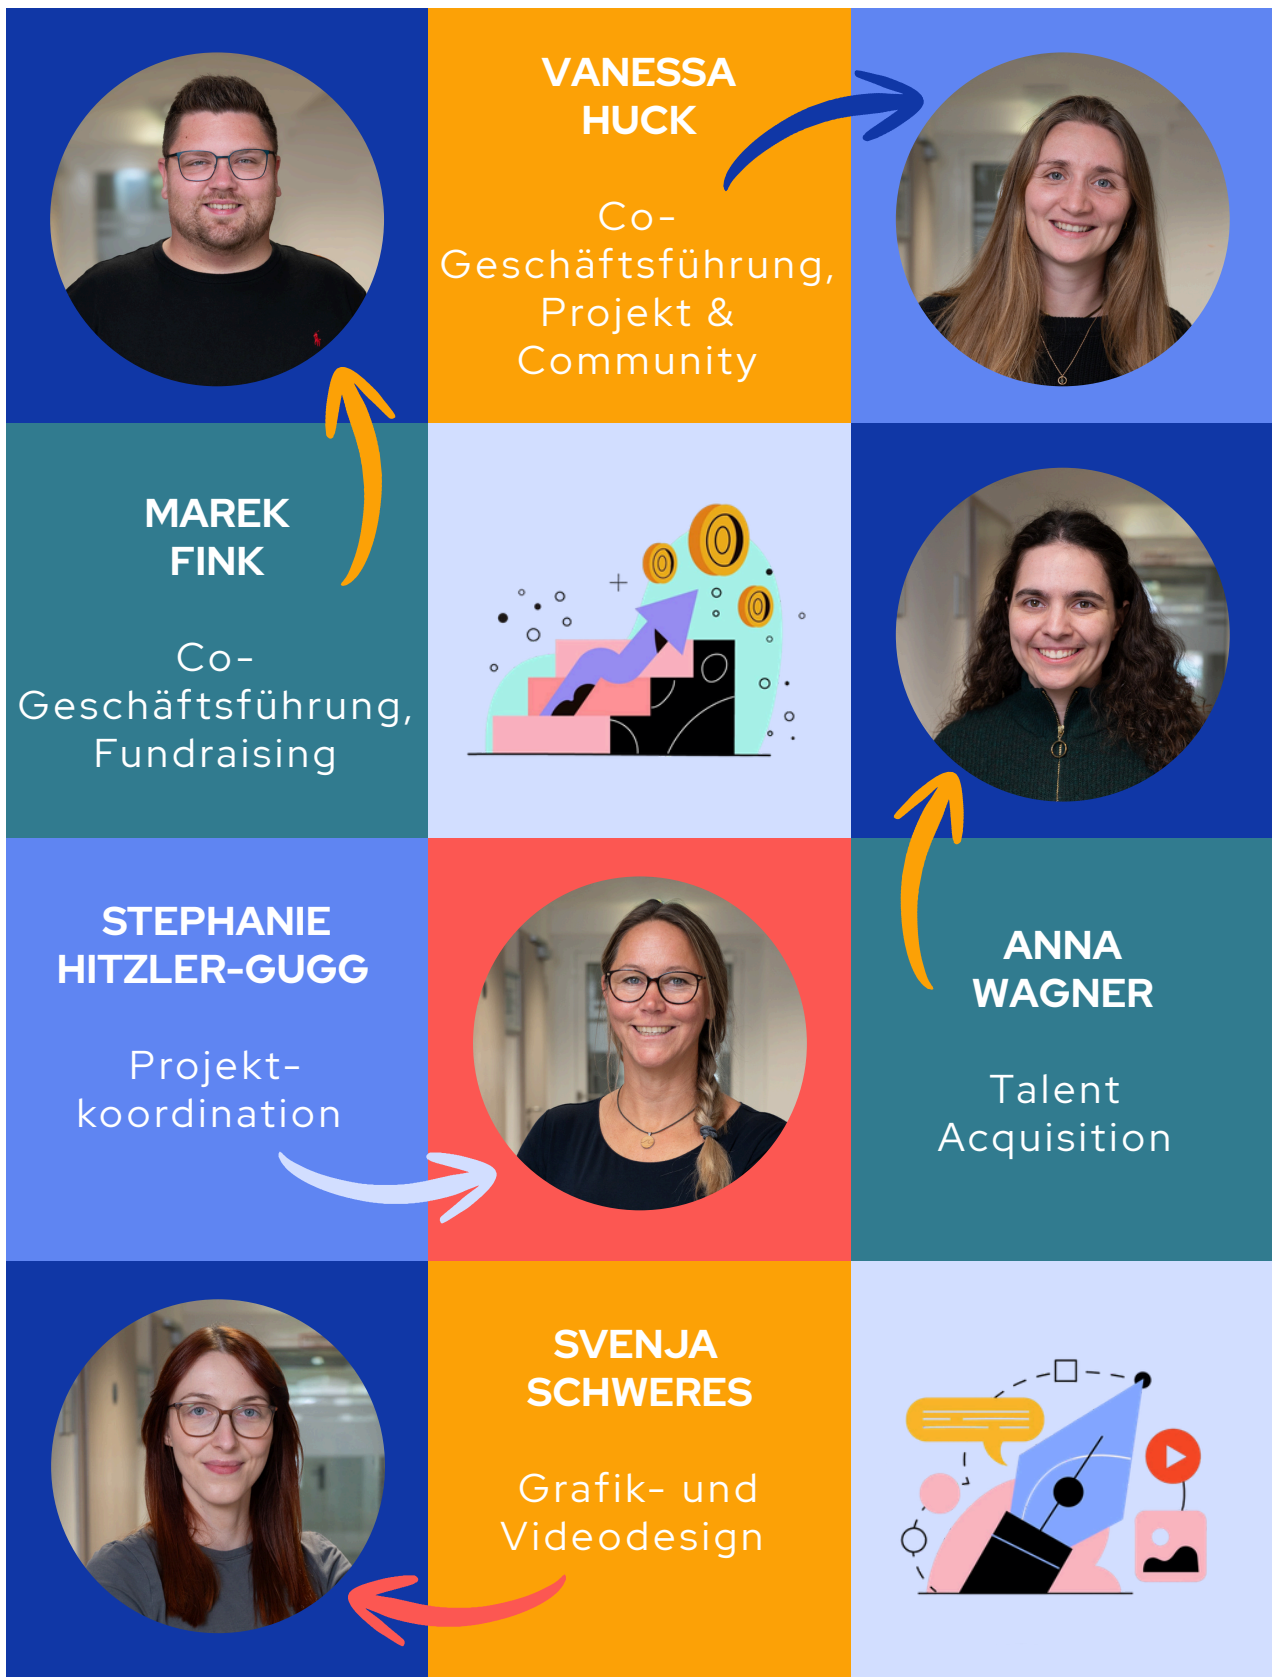 VANESSA
HUCK
Co-
Geschäftsführung,
Projekt &
Community
MAREK
FINK
Co-
Geschäftsführung,
Fundraising
STEPHANIE
HITZLER-GUGG
Projekt-
koordination
ANNA
WAGNER
Talent
Acquisition
SVENJA
SCHWERES
Grafik- und
Videodesign